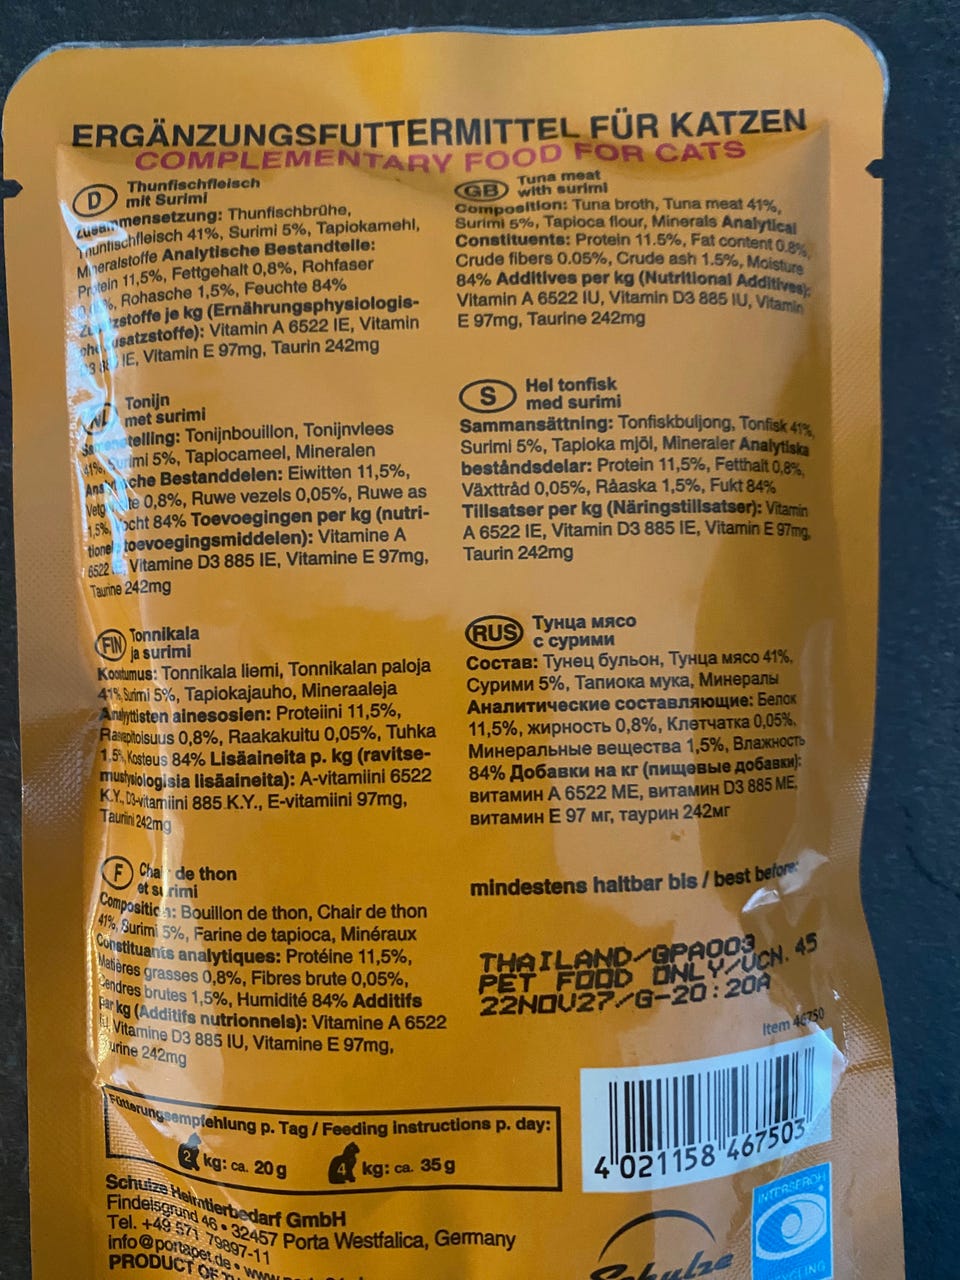 ERGÄNZUNGSFUTTERMITTEL FÜR KATZEN
COMPLEMENTARY FOOD FOR CATS
D
Thunfischfleisch
mit Surimi
Zusammensetzung: Thunfischbrühe,
Thunfischfleisch 41%, Surimi 5%, Tapiokamehl,
Mineralstoffe Analytische Bestandteile:
Protein 11,5%, Fettgehalt 0,8%, Rohfaser
Rohasche 1,5%, Feuchte 84%
Zusatzstoffe je kg (Ernährungsphysiologis-
che Zusatzstoffe): Vitamin A 6522 IE, Vitamin
IE, Vitamin E 97mg, Taurin 242mg
GB
Tuna meat
with surimi
Composition: Tuna broth, Tuna meat 41%,
Surimi 5%, Tapioca flour, Minerals Analytical
Constituents: Protein 11.5%, Fat content 0.8%,
Crude fibers 0.05%, Crude ash 1.5%, Moisture
84% Additives per kg (Nutritional Additives):
Vitamin A 6522 IU, Vitamin D3 885 IU, Vitamin
E 97mg, Taurine 242mg
NL
Tonijn
met surimi
Samenstelling: Tonijnbouillon, Tonijnvlees
41%, Surimi 5%, Tapiocameel, Mineralen
Analytische Bestanddelen: Eiwitten 11,5%,
Vetgehalte 0,8%, Ruwe vezels 0,05%, Ruwe as
1,5%, Vocht 84% Toevoegingen per kg (nutri-
tionele toevoegingsmiddelen): Vitamine A
6522 Vitamine D3 885 IE, Vitamine E 97mg,
Taurine 242mg
S
Hel tonfisk
med surimi
Sammansättning: Tonfiskbuljong, Tonfisk 41%,
Surimi 5%, Tapioka mjöl, Mineraler Analytiska
beståndsdelar: Protein 11,5%, Fetthalt 0,8%,
Växttråd 0,05%, Råaska 1,5%, Fukt 84%
Tillsatser per kg (Näringstillsatser): Vitamin
A 6522 IE, Vitamin D3 885 IE, Vitamin E 97mg,
Taurin 242mg
FIN
Tonnikala
ja surimi
Koostumus: Tonnikala liemi, Tonnikalan paloja
41% Surimi 5%, Tapiokajauho, Mineraaleja
Analyyttisten ainesosien: Proteiini 11,5%,
Rasvapitoisuus 0,8%, Raakakuitu 0,05%, Tuhka
1,5%, Kosteus 84% Lisäaineita p. kg (ravitse-
musfysiologisia lisäaineita): A-vitamiini 6522
K.Y., D3-vitamiini 885 K.Y., E-vitamiini 97mg,
Tauriini 242mg
RUS
Тунца мясо
с сурими
Состав: Тунец бульон, Тунца мясо 41%,
Сурими 5%, Тапиока мука, Минералы
Аналитические составляющие: Белок
11,5%, жирность 0,8%, Клетчатка 0,05%,
Минеральные вещества 1,5%, Влажность
84% Добавки на кг (пищевые добавки):
витамин А 6522 МЕ, витамин D3 885 МЕ,
витамин Е 97 мг, таурин 242мг
F
Chair de thon
et surimi
Composition: Bouillon de thon, Chair de thon
41%, Surimi 5%, Farine de tapioca, Minéraux
Constituants analytiques: Protéine 11,5%,
Matières grasses 0,8%, Fibres brute 0,05%,
Cendres brutes 1,5%, Humidité 84% Additifs
par kg (Additifs nutrionnels): Vitamine A 6522
IU, Vitamine D3 885 IU, Vitamine E 97mg,
Taurine 242mg
mindestens haltbar bis / best before:
THAILAND/GPA003
PET FOOD ONLY/VCN. 45
22NOV27/G-20:20A
Item 46750
4 021158 467503
Fütterungsempfehlung p. Tag / Feeding instructions p. day:
2 kg: ca. 20 g
4 kg: ca. 35 g
Schulze Heimtierbedarf GmbH
Findelsgrund 46 • 32457 Porta Westfalica, Germany
Tel. +49 571 79897-11
info@portapet.de •
PRODUCT OF
Schulze
INTERSEROH
RECYCLING